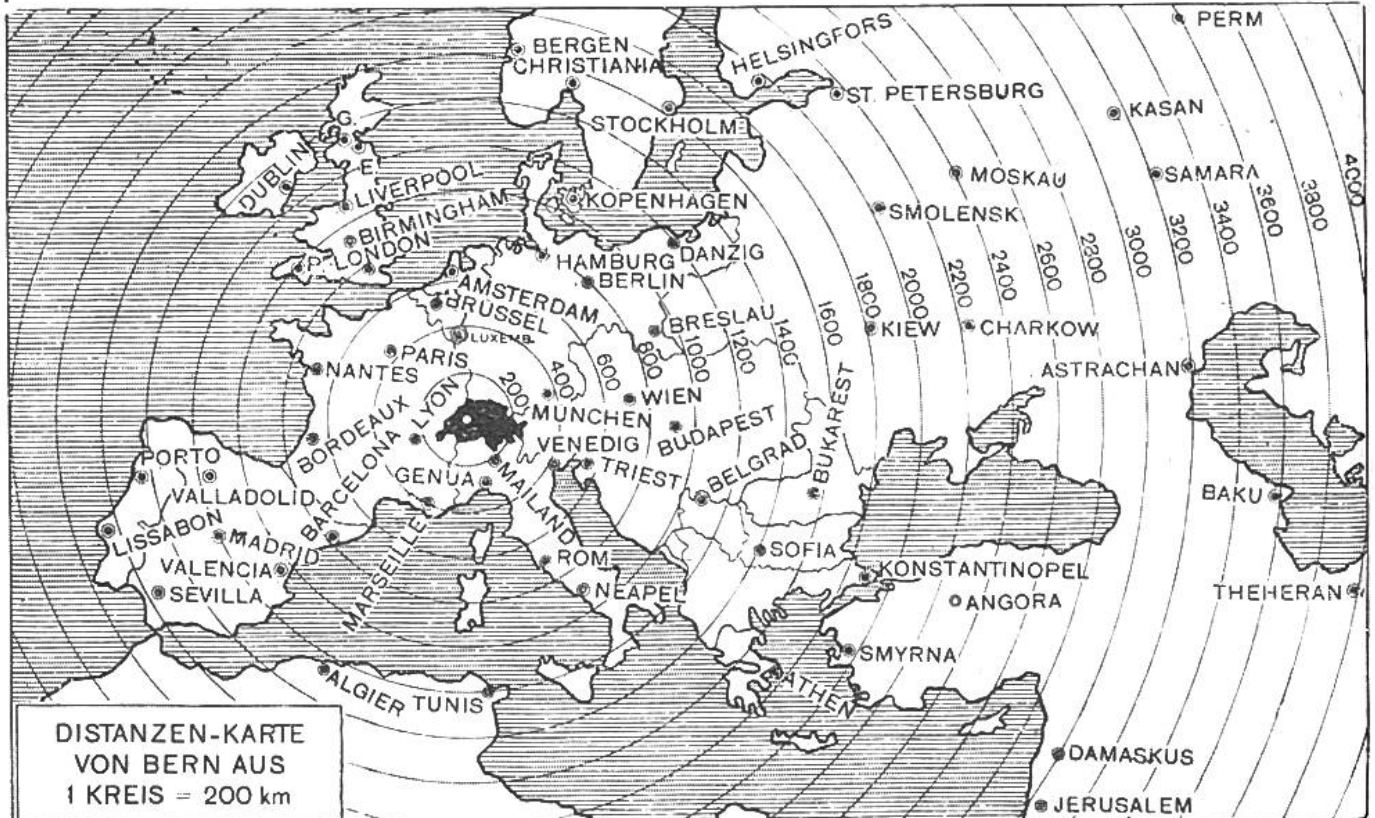 PERM
BERGEN
CHRISTIANIA
HELSINGFORS
ST. PETERSBURG
KASAN
STOCKHOLM
G.
E.
DUBLIN
LIVERPOOL
BIRMINGHAM
P.
LONDON
KOPENHAGEN
MOSKAU
SAMARA
SMOLENSK
DANZIG
HAMBURG
BERLIN
AMSTERDAM
BRÜSSEL
BRESLAU
KIEW
CHARKOW
LUXEMB.
PARIS
NANTES
ASTRACHAN
200
400
600
800
1000
1200
1400
1600
1800
2000
2200
2400
2600
2800
3000
3200
3400
3600
3800
4000
WIEN
MÜNCHEN
BORDEAUX
LYON
BARCELONA
VENEDIG
BUDAPEST
BUKAREST
PORTO
GENUA
MAILAND
TRIEST
BELGRAD
VALLADOLID
BAKU
LISSABON
MADRID
MARSEILLE
ROM
SOFIA
VALENCIA
KONSTANTINOPEL
SEVILLA
NEAPEL
ANGORA
THEHERAN
SMYRNA
ATHEN
ALGIER
TUNIS
DISTANZEN-KARTE
VON BERN AUS
1 KREIS = 200 km
DAMASKUS
JERUSALEM